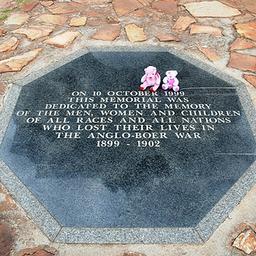 ON 10 OCTOBER 1999
THIS MEMORIAL WAS
DEDICATED TO THE MEMORY
OF THE MEN, WOMEN AND CHILDREN
OF ALL RACES AND ALL NATIONS
WHO LOST THEIR LIVES IN
THE ANGLO-BOER WAR
1899 - 1902